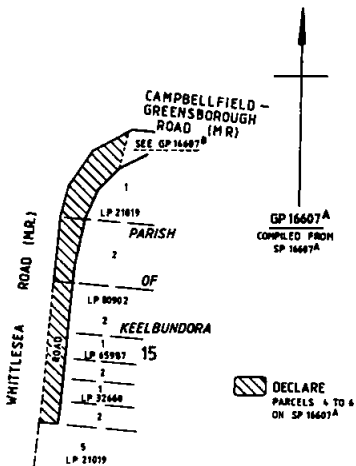 CAMPBELLFIELD -
GREENSBOROUGH
ROAD (M R)
SEE GP 16607B
1
LP 21019
PARISH
2
OF
LP 80902
2
KEELBUNDORA
1
LP 65987
15
2
1
LP 32660
2
5
LP 21019
WHITTLESEA ROAD (M.R.)
ROAD
GP 16607A
COMPILED FROM
SP 16607A
DECLARE
PARCELS 4 TO 6
ON SP 16607A